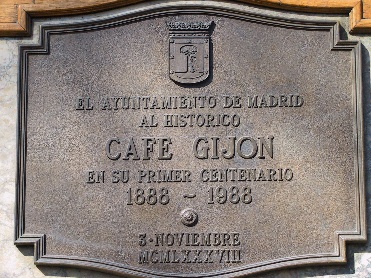 EL AYUNTAMIENTO DE MADRID
AL HISTORICO
CAFE GIJON
EN SU PRIMER CENTENARIO
1888 ~ 1988
3·NOVIEMBRE
MCMLXXXVIII